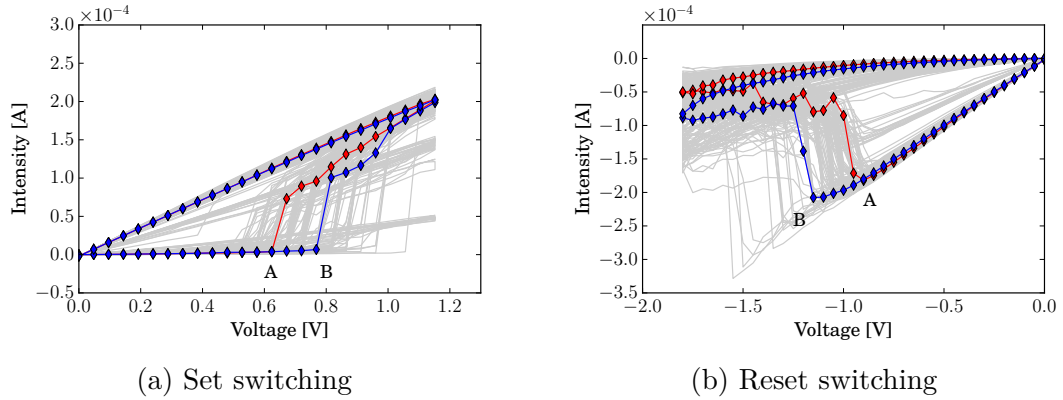 ×10⁻⁴
3.0
2.5
2.0
1.5
1.0
0.5
0.0
−0.5
Intensity [A]
A
B
0.0 0.2 0.4 0.6 0.8 1.0 1.2
Voltage [V]
(a) Set switching
×10⁻⁴
0.0
−0.5
−1.0
−1.5
−2.0
−2.5
−3.0
−3.5
Intensity [A]
A
B
−2.0 −1.5 −1.0 −0.5 0.0
Voltage [V]
(b) Reset switching